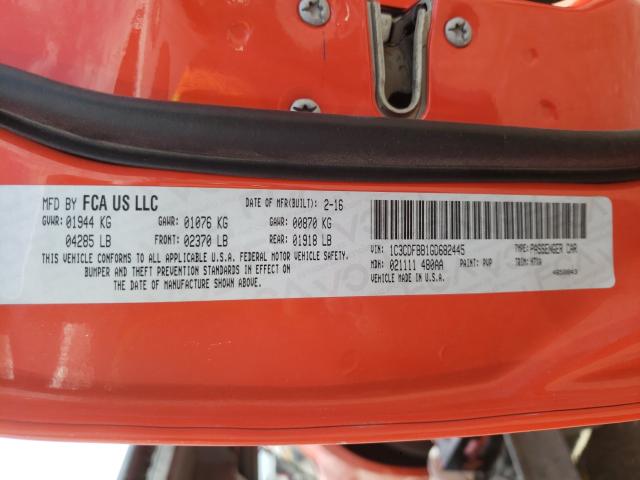 MFD BY FCA US LLC DATE OF MFR(BUILT): 2-16
GVWR: 01944 KG GAWR: 01076 KG GAWR: 00870 KG
04285 LB FRONT: 02370 LB REAR: 01918 LB
THIS VEHICLE CONFORMS TO ALL APPLICABLE U.S.A. FEDERAL MOTOR VEHICLE SAFETY,
BUMPER AND THEFT PREVENTION STANDARDS IN EFFECT ON
THE DATE OF MANUFACTURE SHOWN ABOVE.
VIN: 1C3CDFBB1GD682445 TYPE: PASSENGER CAR
MDH: 021111 480AA PAINT: PVP TRIM:
VEHICLE MADE IN U.S.A.